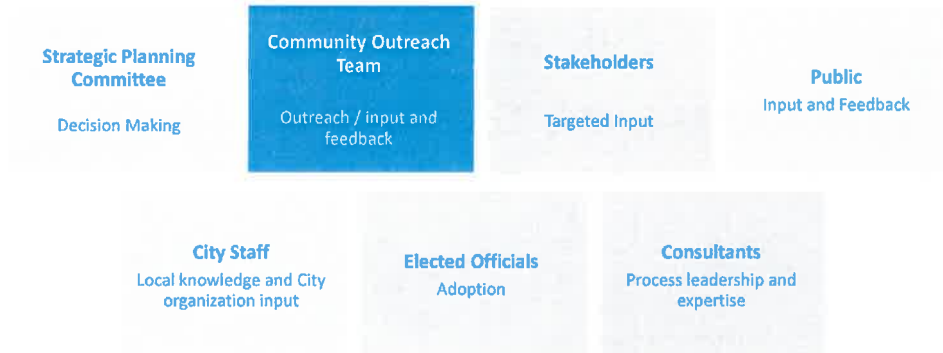 Strategic Planning
Committee
Decision Making
Community Outreach
Team
Outreach / input and
feedback
Stakeholders
Targeted Input
Public
Input and Feedback
City Staff
Local knowledge and City
organization input
Elected Officials
Adoption
Consultants
Process leadership and
expertise